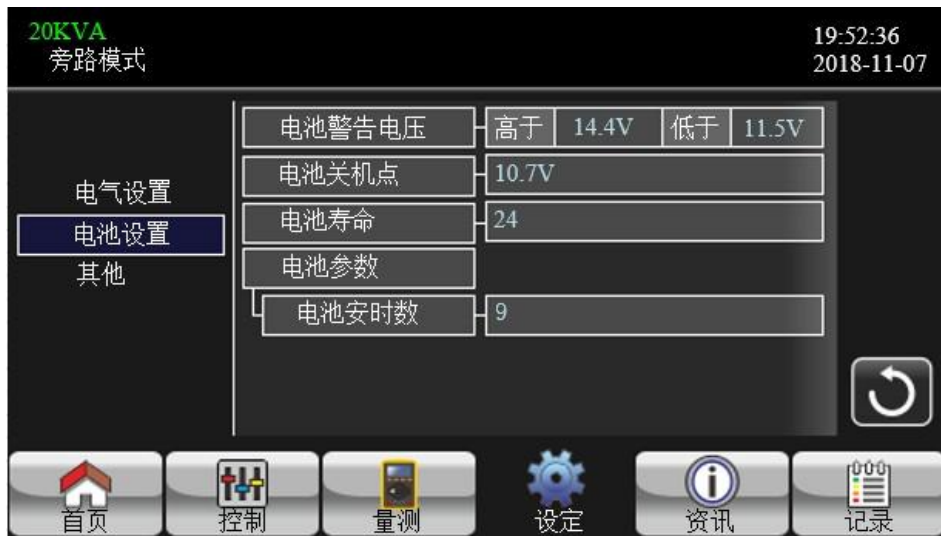 20KVA
旁路模式
19:52:36
2018-11-07
电气设置
电池设置
其他
电池警告电压 高于 14.4V 低于 11.5V
电池关机点 10.7V
电池寿命 24
电池参数
电池安时数 9
首页 控制 量测 设定 资讯 记录